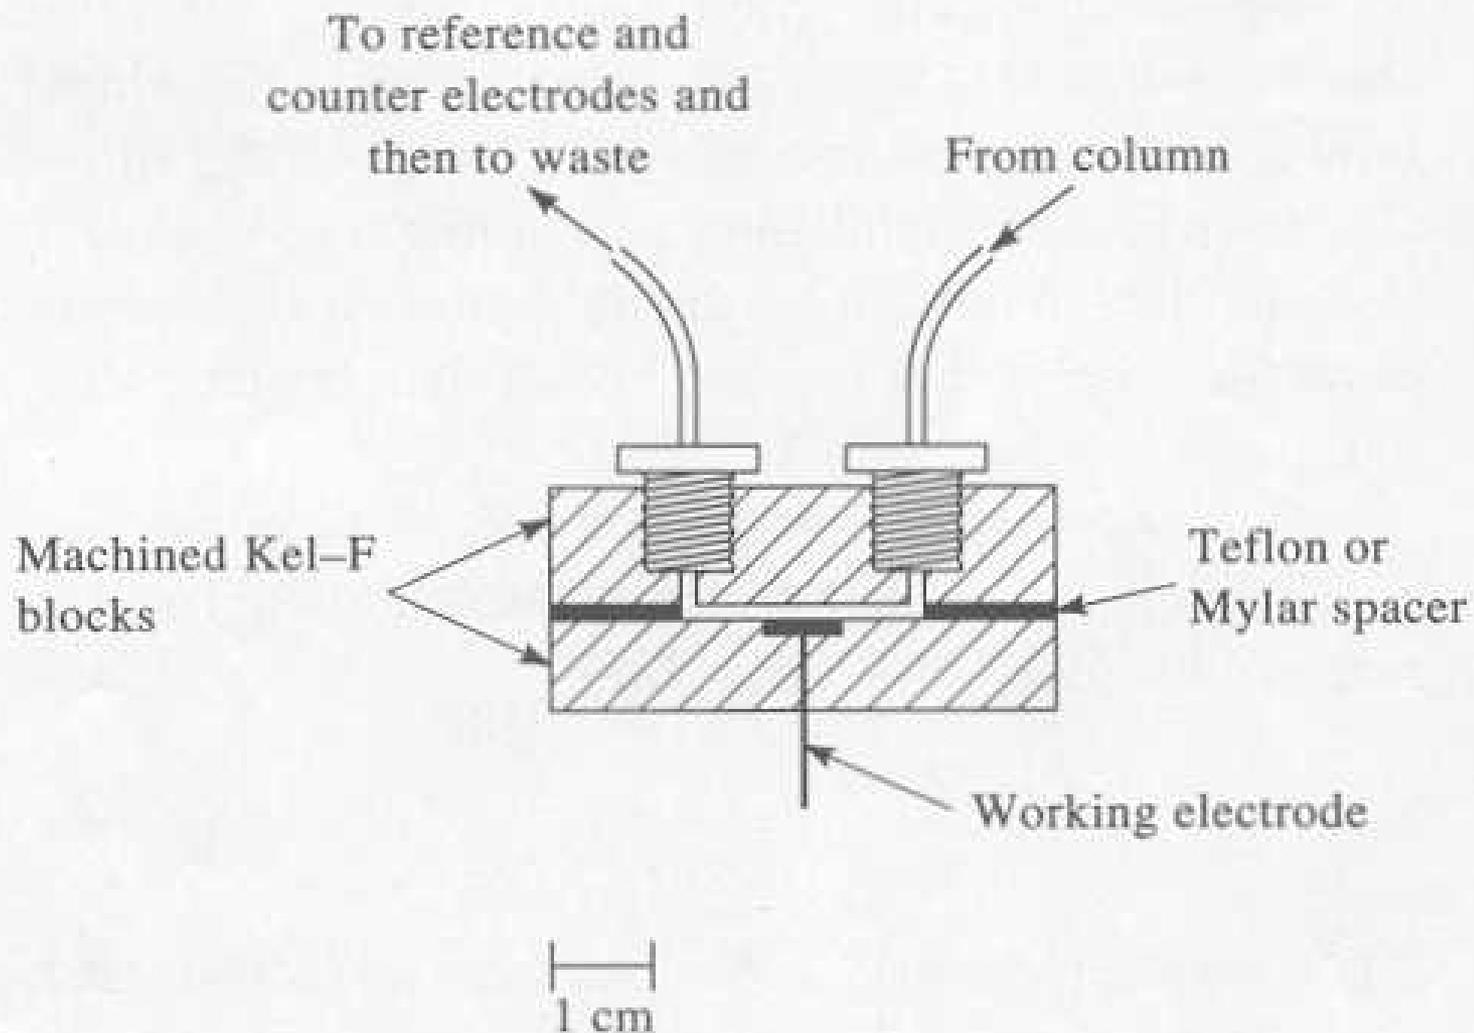 To reference and
counter electrodes and
then to waste
From column
Machined Kel–F
blocks
Teflon or
Mylar spacer
Working electrode
1 cm